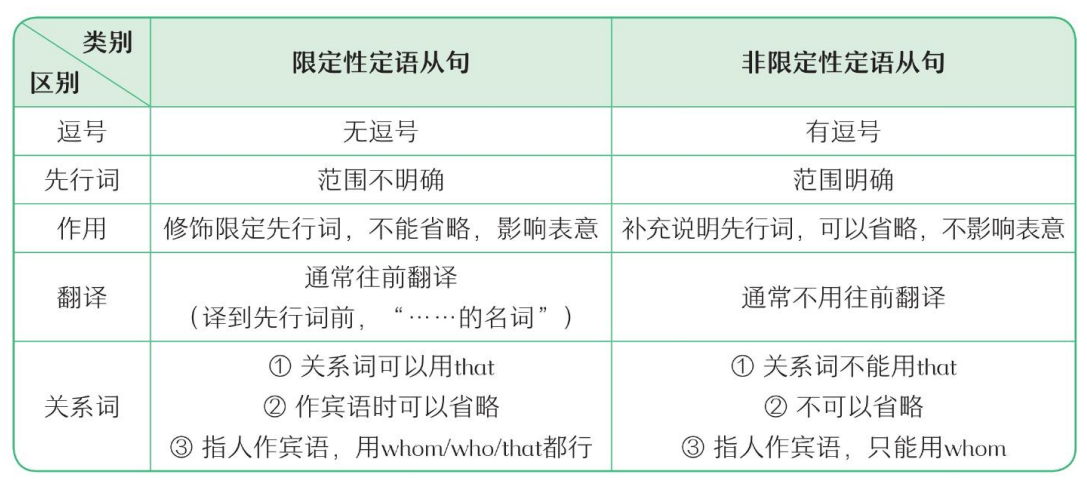 类别
区别
限定性定语从句
非限定性定语从句
逗号
无逗号
有逗号
先行词
范围不明确
范围明确
作用
修饰限定先行词，不能省略，影响表意
补充说明先行词，可以省略，不影响表意
翻译
通常往前翻译
（译到先行词前，“……的名词”）
通常不用往前翻译
关系词
① 关系词可以用that
② 作宾语时可以省略
③ 指人作宾语，用whom/who/that都行
① 关系词不能用that
② 不可以省略
③ 指人作宾语，只能用whom